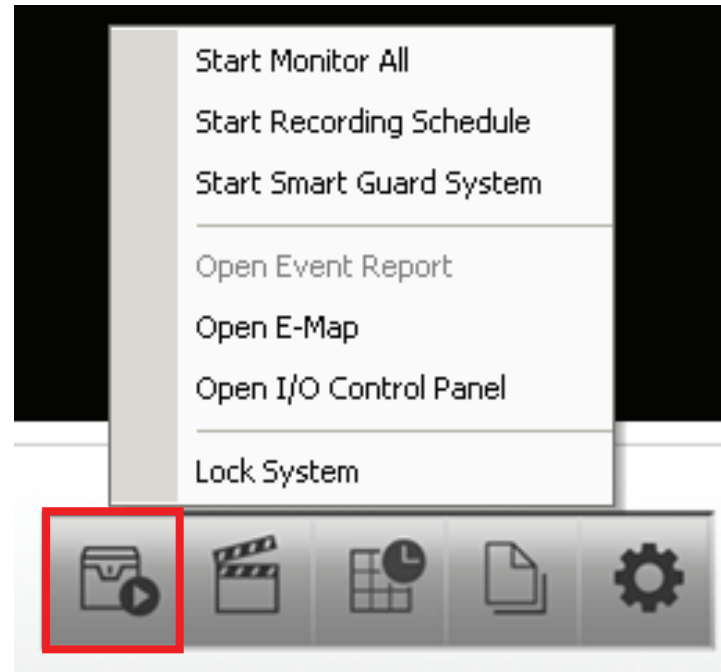 Start Monitor All
Start Recording Schedule
Start Smart Guard System
Open Event Report
Open E-Map
Open I/O Control Panel
Lock System